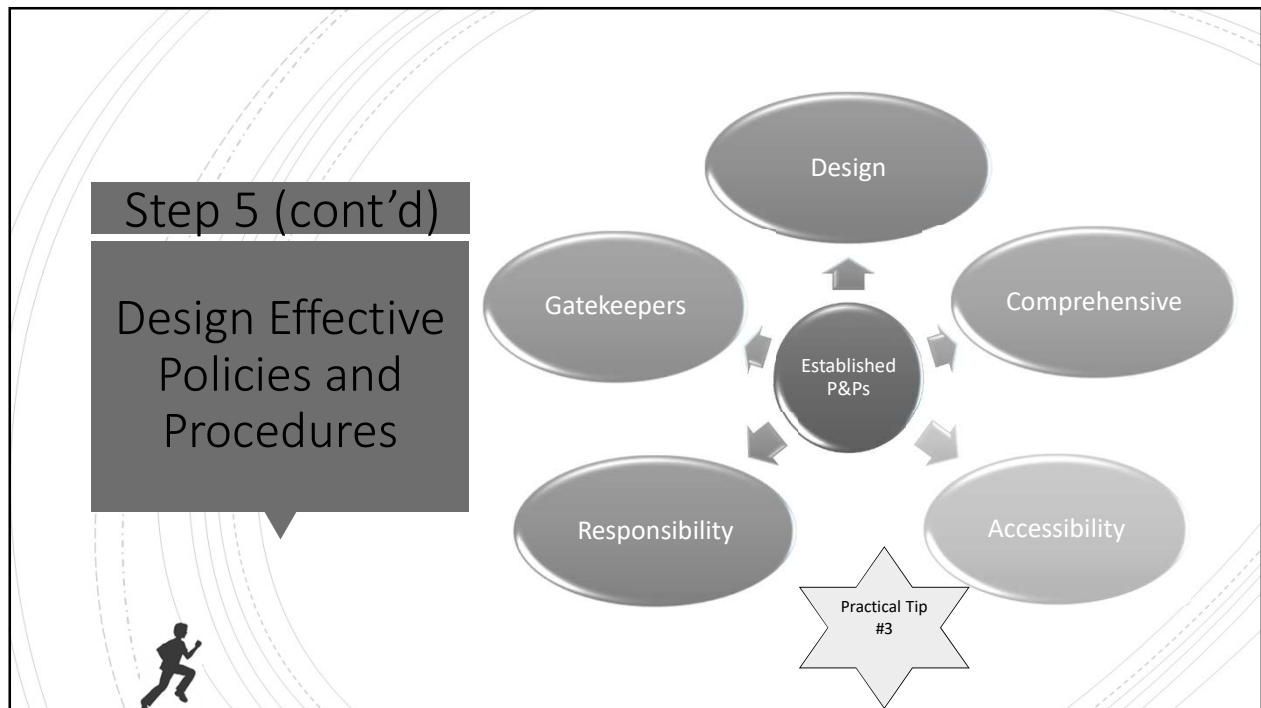 Step 5 (cont’d)
Design Effective
Policies and
Procedures
Design
Gatekeepers
Comprehensive
Established
P&Ps
Responsibility
Accessibility
Practical Tip
#3